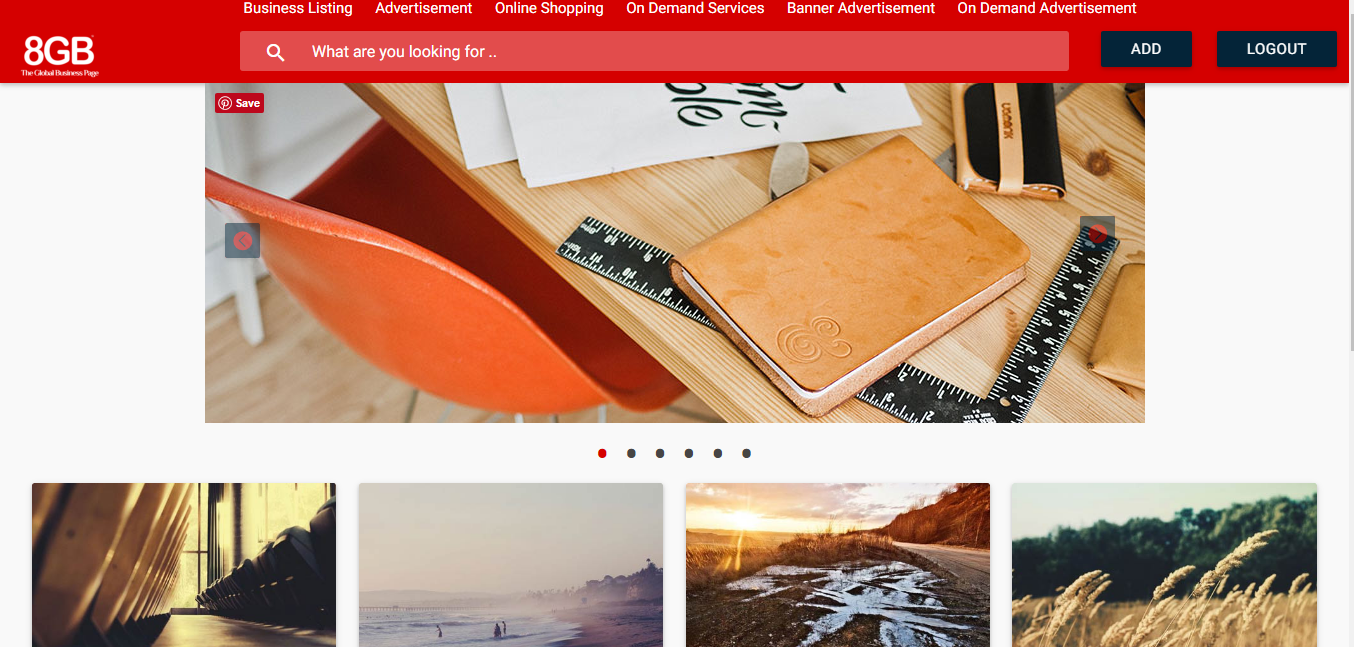 Business Listing Advertisement Online Shopping On Demand Services Banner Advertisement On Demand Advertisement
8GB
The Global Business Page
What are you looking for ..
ADD
LOGOUT
Save